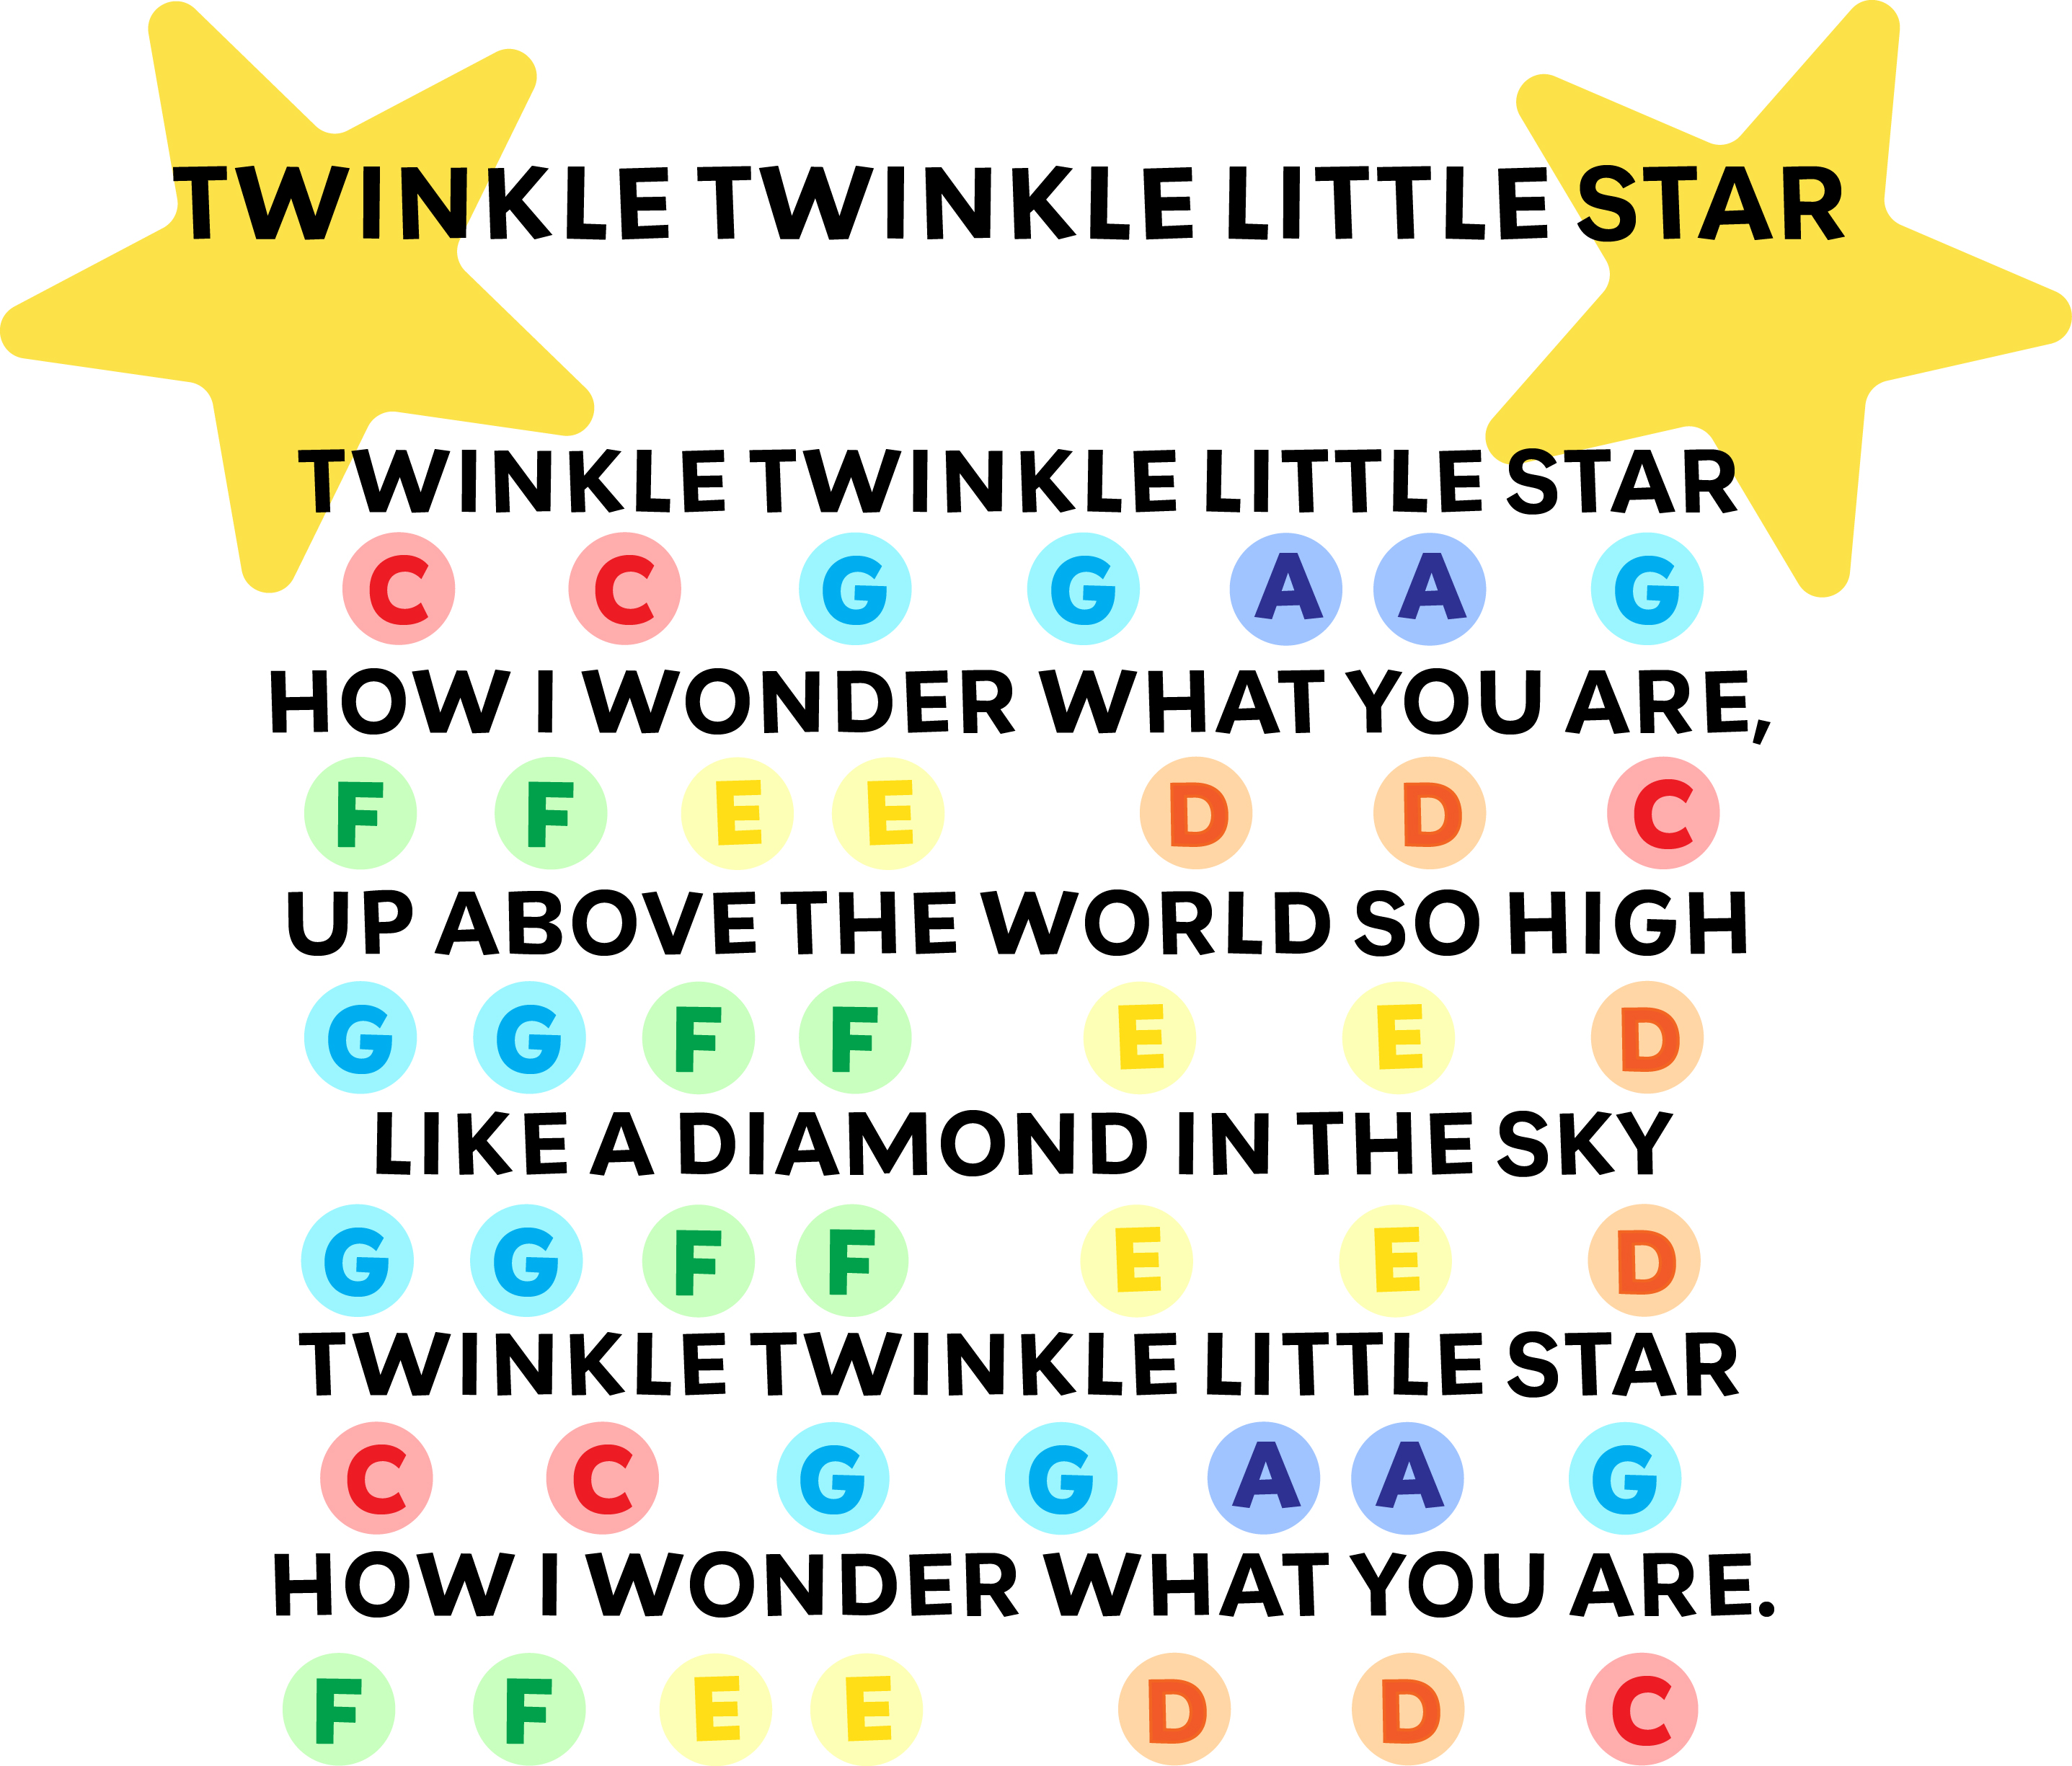 TWINKLE TWINKLE LITTLE STAR
TWINKLE TWINKLE LITTLE STAR
C C G G A A G
HOW I WONDER WHAT YOU ARE,
F F E E D D C
UP ABOVE THE WORLD SO HIGH
G G F F E E D
LIKE A DIAMOND IN THE SKY
G G F F E E D
TWINKLE TWINKLE LITTLE STAR
C C G G A A G
HOW I WONDER WHAT YOU ARE.
F F E E D D C